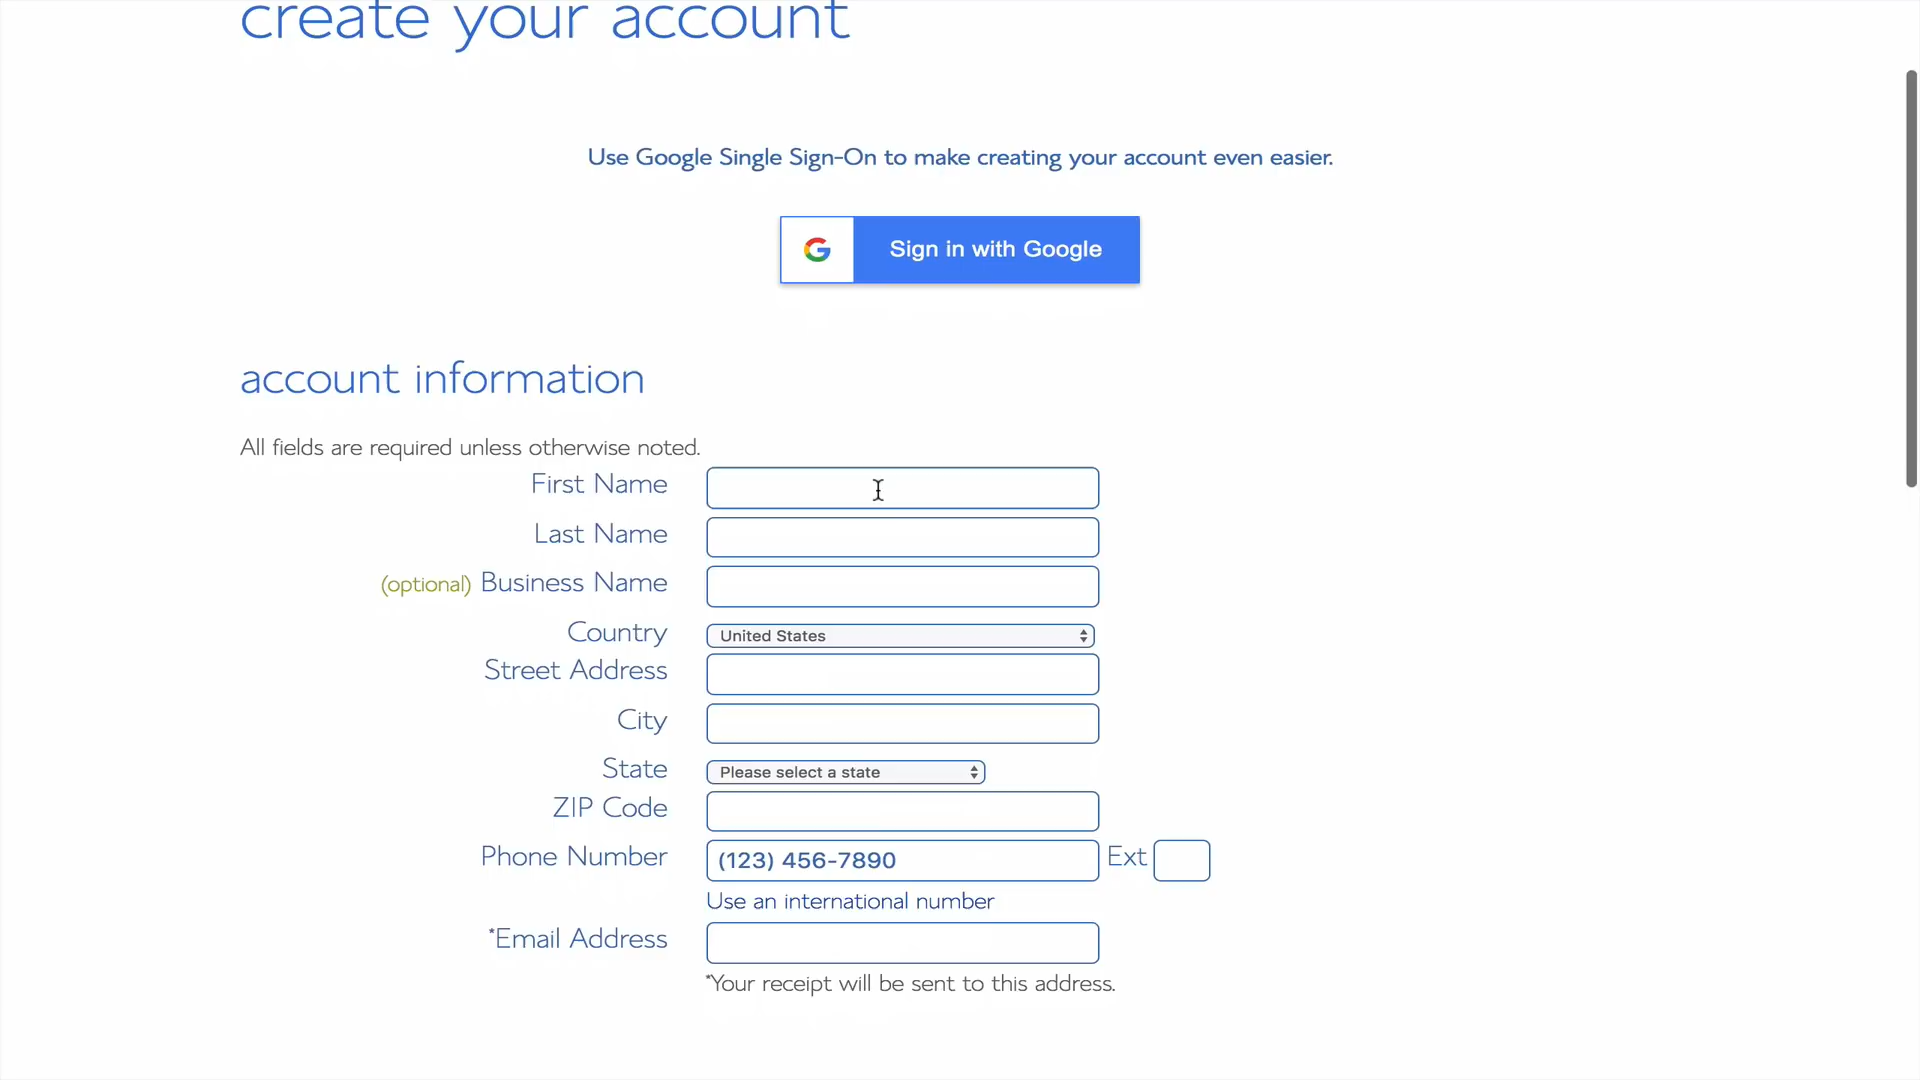 create your account
Use Google Single Sign-On to make creating your account even easier.
Sign in with Google
account information
All fields are required unless otherwise noted.
First Name
Last Name
(optional) Business Name
Country United States
Street Address
City
State Please select a state
ZIP Code
Phone Number (123) 456-7890 Ext
Use an international number
*Email Address
*Your receipt will be sent to this address.